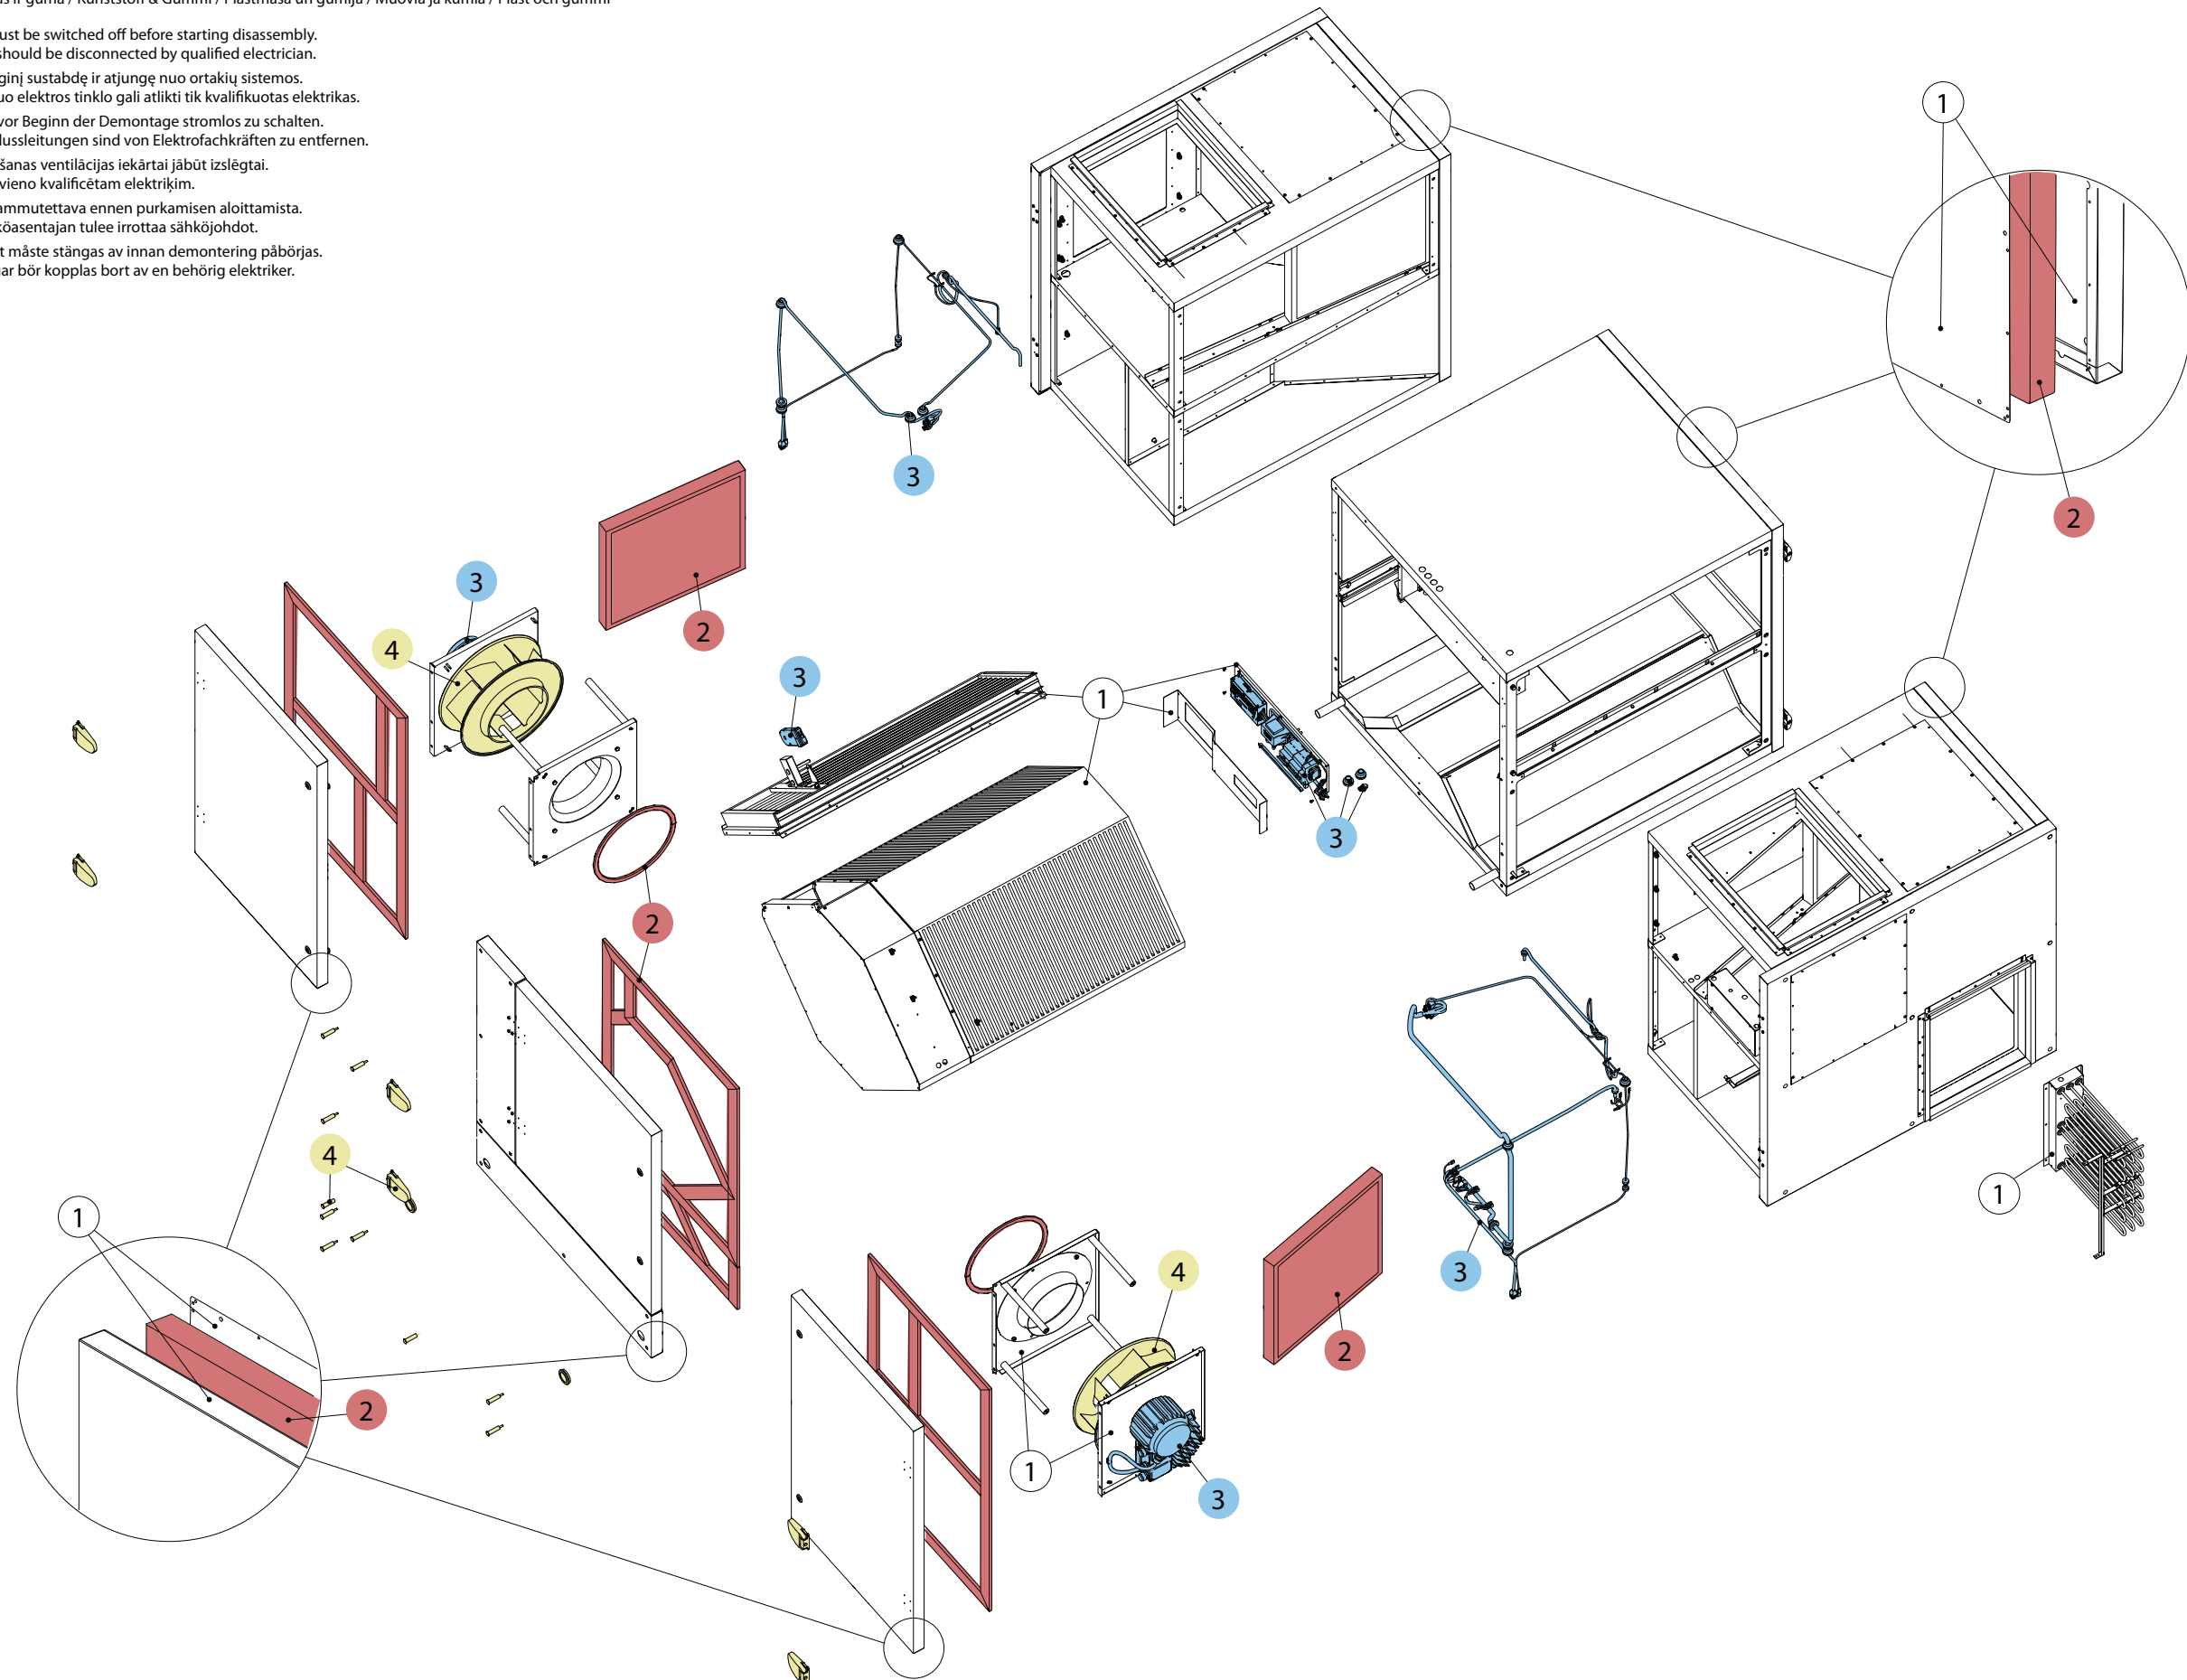 ir guma / Kunststoff & Gummi / Plastmasa un gumija / Muovia ja kumia / Plast och gummi
ust be switched off before starting disassembly.
should be disconnected by qualified electrician.
ginį sustabdę ir atjungę nuo ortakių sistemos.
uo elektros tinklo gali atlikti tik kvalifikuotas elektrikas.
vor Beginn der Demontage stromlos zu schalten.
lussleitungen sind von Elektrofachkräften zu entfernen.
šanas ventilācijas iekārtai jābūt izslēgtai.
vieno kvalificētam elektriķim.
ammutettava ennen purkamisen aloittamista.
köasentajan tulee irrottaa sähköjohdot.
t måste stängas av innan demontering påbörjas.
gar bör kopplas bort av en behörig elektriker.
1
3
2
3
2
4
3
1
3
2
4
1
1
3
4
2
2
1
3